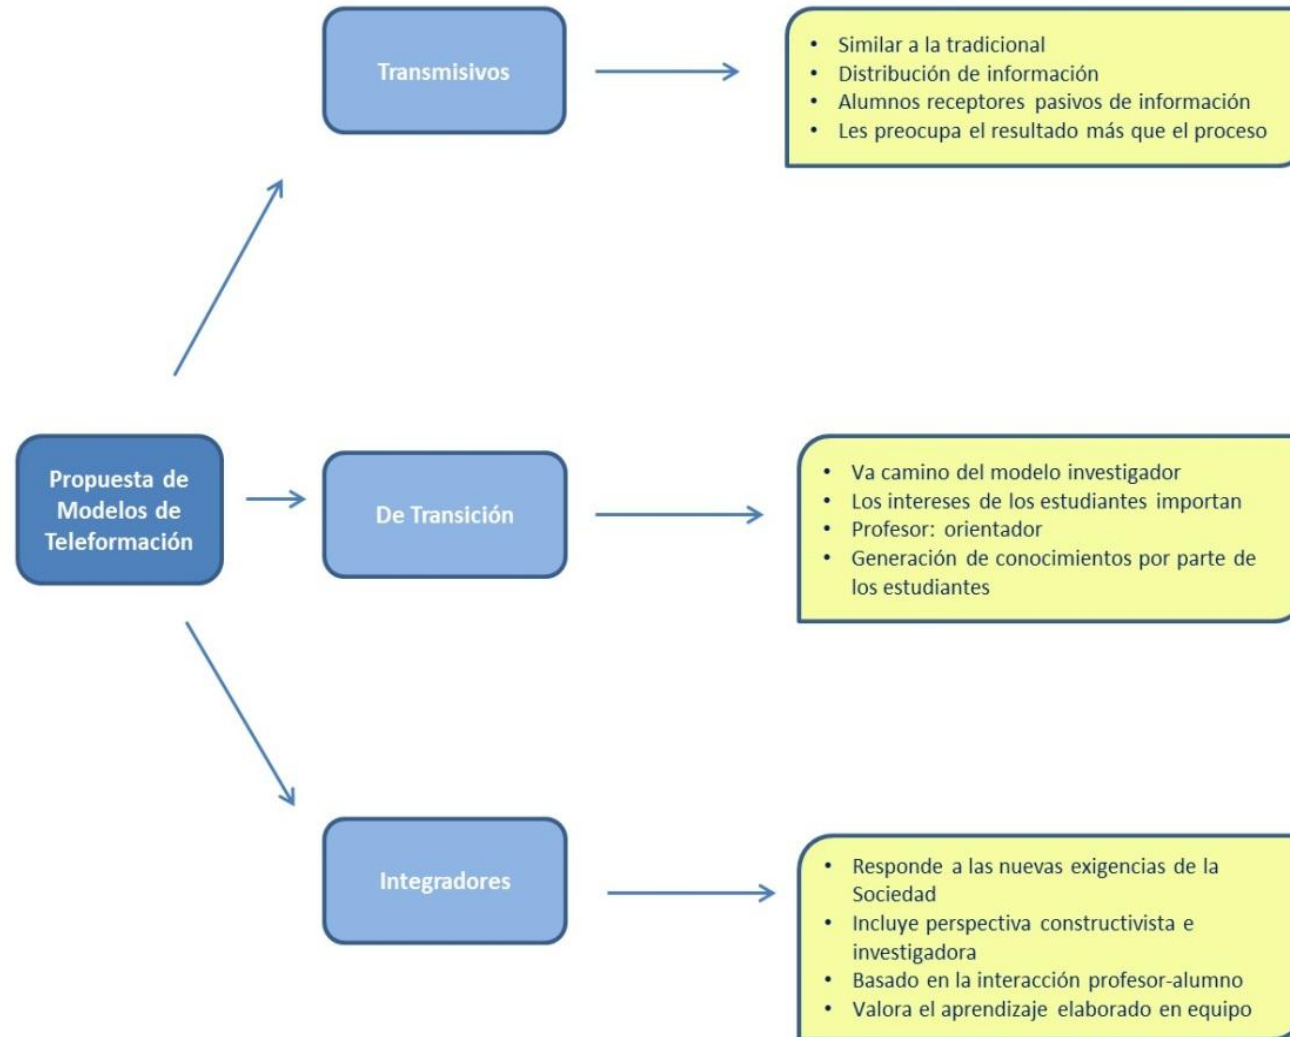 Transmisivos
• Similar a la tradicional
• Distribución de información
• Alumnos receptores pasivos de información
• Les preocupa el resultado más que el proceso
Propuesta de
Modelos de
Teleformación
De Transición
• Va camino del modelo investigador
• Los intereses de los estudiantes importan
• Profesor: orientador
• Generación de conocimientos por parte de
los estudiantes
Integradores
• Responde a las nuevas exigencias de la
Sociedad
• Incluye perspectiva constructivista e
investigadora
• Basado en la interacción profesor-alumno
• Valora el aprendizaje elaborado en equipo